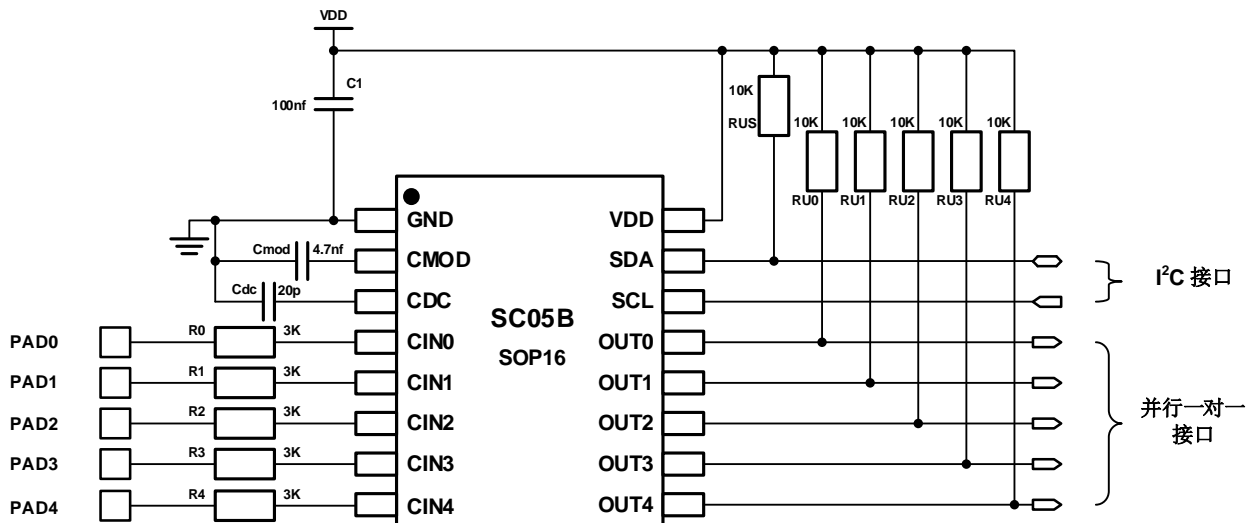 VDD
C1
100nf
10K
RUS
10K
10K
10K
10K
10K
RU0
RU1
RU2
RU3
RU4
GND
VDD
Cmod
4.7nf
CMOD
SDA
Cdc
20p
CDC
SCL
I²C 接口
SC05B
SOP16
PAD0
R0
3K
CIN0
OUT0
PAD1
R1
3K
CIN1
OUT1
PAD2
R2
3K
CIN2
OUT2
并行一对一
接口
PAD3
R3
3K
CIN3
OUT3
PAD4
R4
3K
CIN4
OUT4